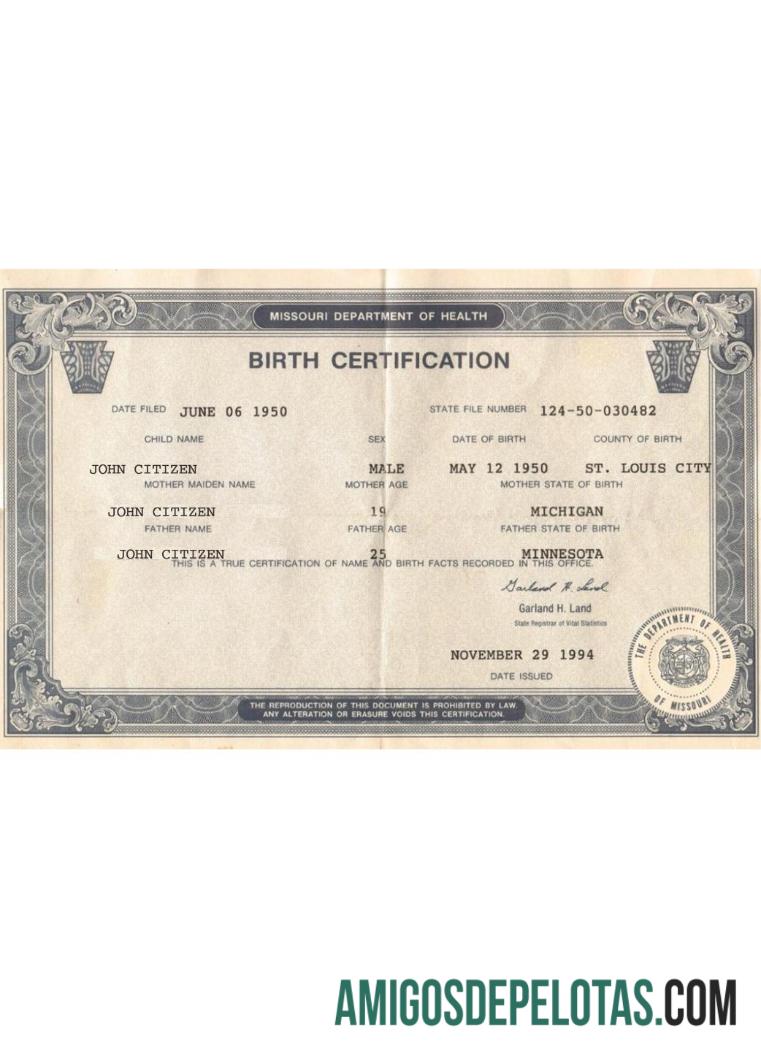 MISSOURI DEPARTMENT OF HEALTH
BIRTH CERTIFICATION
DATE FILED JUNE 06 1950 STATE FILE NUMBER 124-50-030482
CHILD NAME SEX DATE OF BIRTH COUNTY OF BIRTH
JOHN CITIZEN MALE MAY 12 1950 ST. LOUIS CITY
MOTHER MAIDEN NAME MOTHER AGE MOTHER STATE OF BIRTH
JOHN CITIZEN 19 MICHIGAN
FATHER NAME FATHER AGE FATHER STATE OF BIRTH
JOHN CITIZEN 25 MINNESOTA
THIS IS A TRUE CERTIFICATION OF NAME AND BIRTH FACTS RECORDED IN THIS OFFICE.
Garland H. Land
Garland H. Land
State Registrar of Vital Statistics
THE DEPARTMENT OF HEALTH
OF MISSOURI
NOVEMBER 29 1994
DATE ISSUED
THE REPRODUCTION OF THIS DOCUMENT IS PROHIBITED BY LAW.
ANY ALTERATION OR ERASURE VOIDS THIS CERTIFICATION.
AMIGOSDEPELOTAS.COM